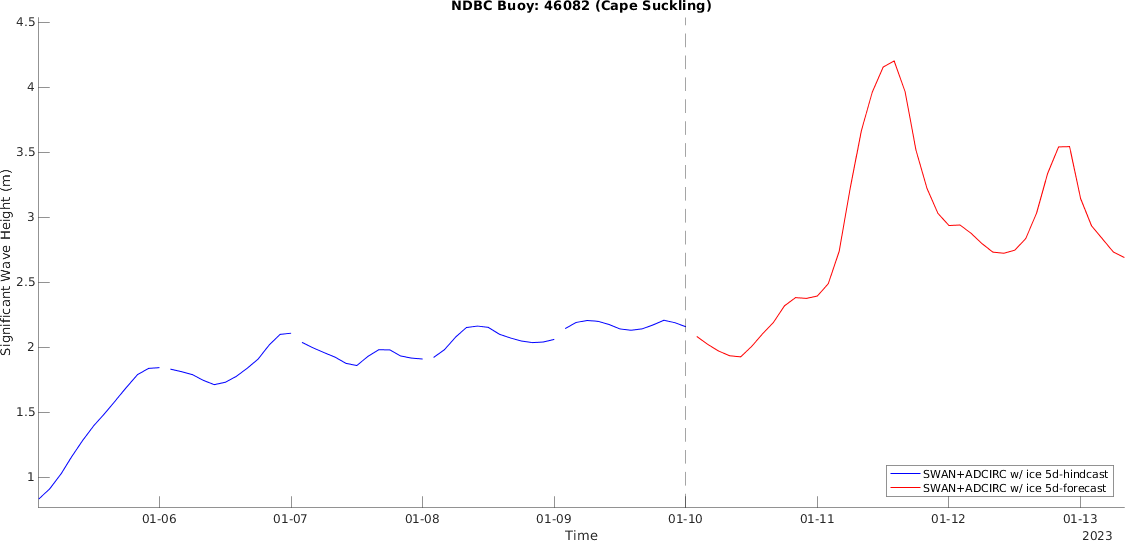 NDBC Buoy: 46082 (Cape Suckling)
4.5
4
3.5
3
2.5
2
1.5
1
Significant Wave Height (m)
01-06 01-07 01-08 01-09 01-10 01-11 01-12 01-13
Time
2023
SWAN+ADCIRC w/ ice 5d-hindcast
SWAN+ADCIRC w/ ice 5d-forecast